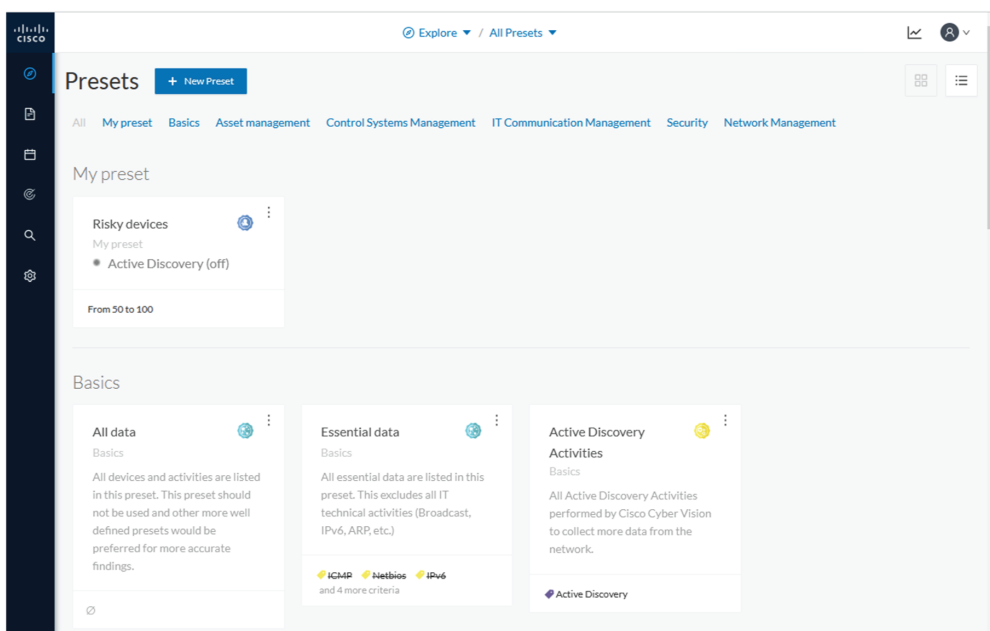 CISCO
Explore / All Presets
Presets
+ New Preset
All My preset Basics Asset management Control Systems Management IT Communication Management Security Network Management
My preset
Risky devices
My preset
Active Discovery (off)
From 50 to 100
Basics
All data
Basics
All devices and activities are listed
in this preset. This preset should
not be used and other more well
defined presets would be
preferred for more accurate
findings.
Essential data
Basics
All essential data are listed in this
preset. This excludes all IT
technical activities (Broadcast,
IPv6, ARP, etc.)
ICMP Netbios IPv6
and 4 more criteria
Active Discovery
Activities
Basics
All Active Discovery Activities
performed by Cisco Cyber Vision
to collect more data from the
network.
Active Discovery